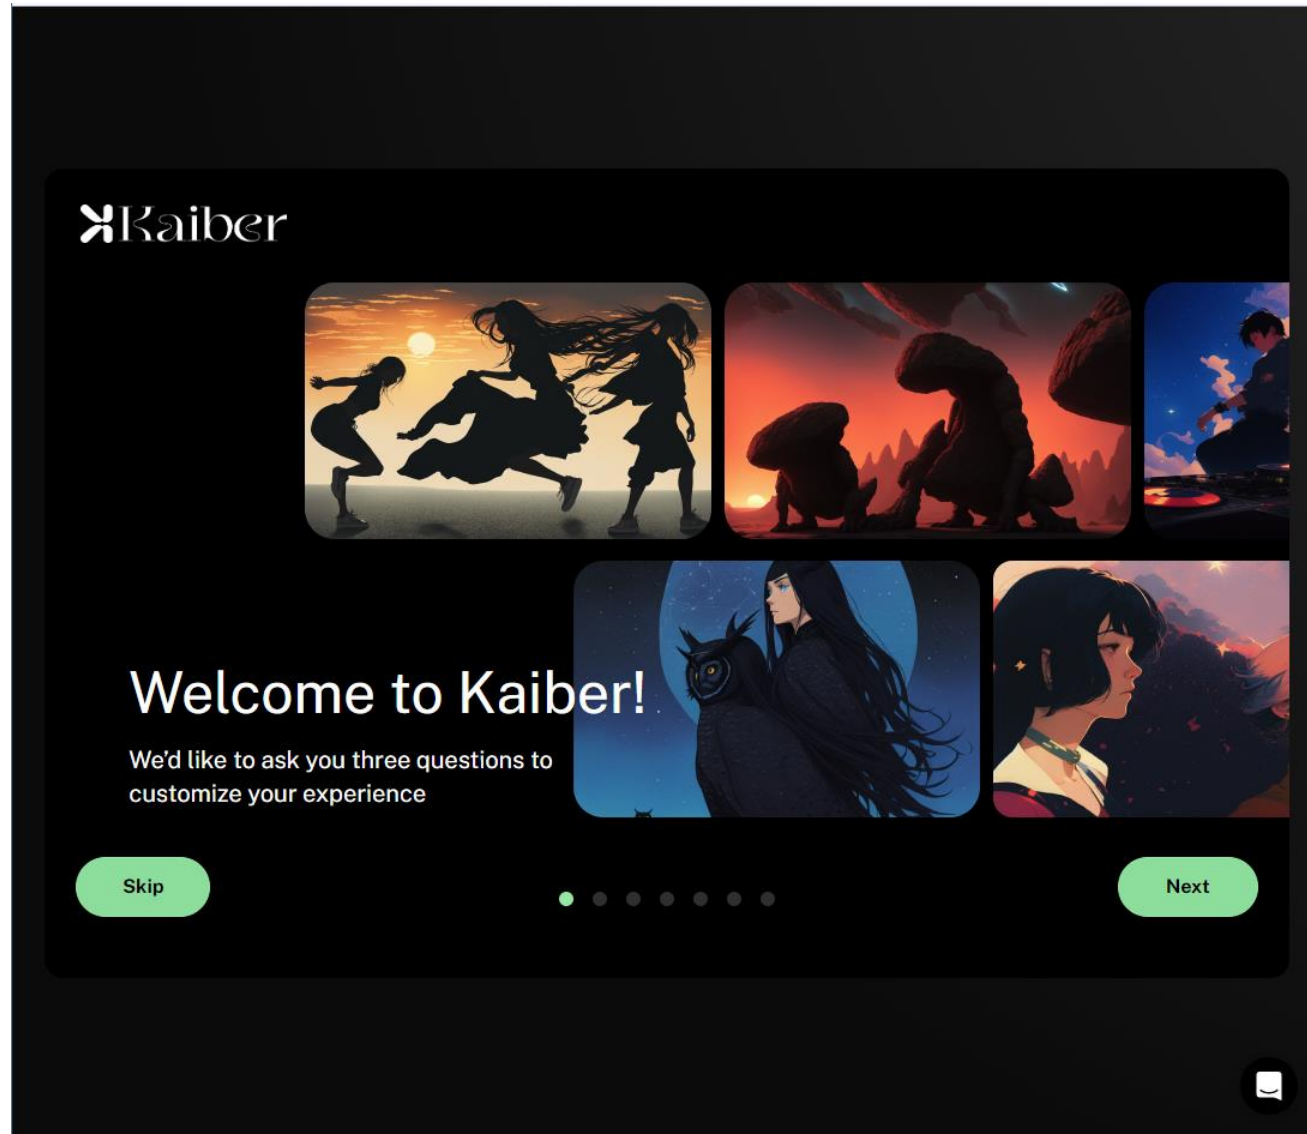 Kaiber
Welcome to Kaiber!
We’d like to ask you three questions to
customize your experience
Skip
Next